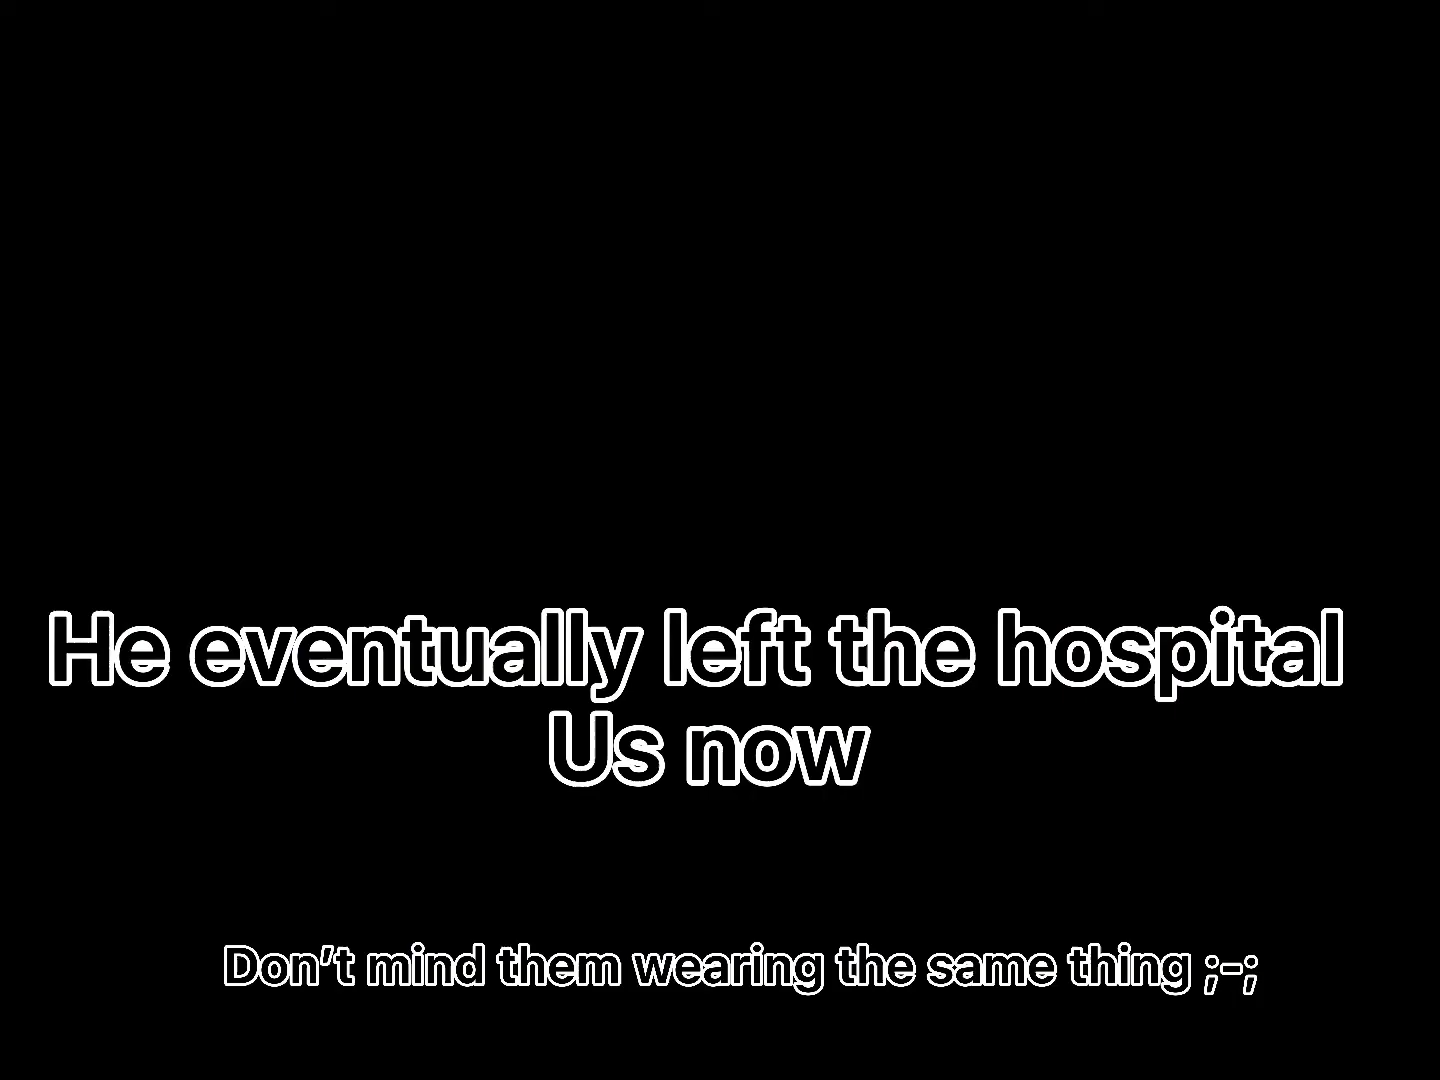 He eventually left the hospital
Us now
Don’t mind them wearing the same thing ;-;